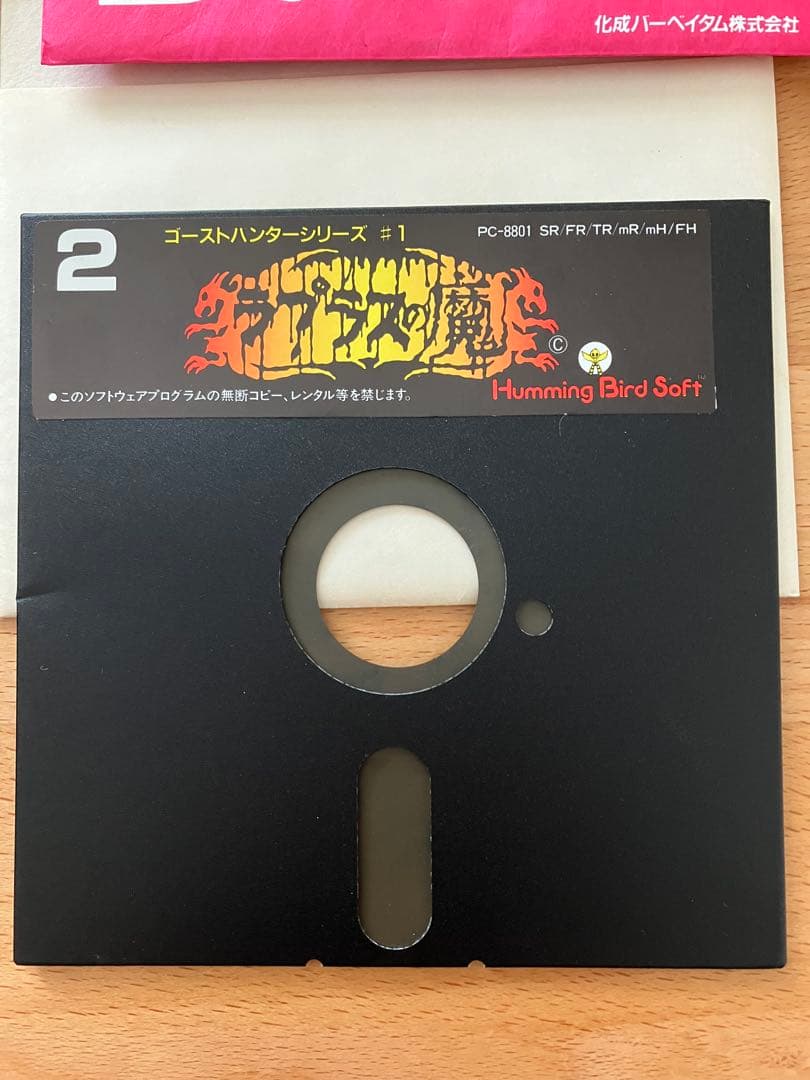 化成バーベイタム株式会社
2
ゴーストハンターシリーズ #1
PC-8801 SR/FR/TR/mR/mH/FH
ラプラスの魔
©
Humming Bird Soft™
●このソフトウェアプログラムの無断コピー、レンタル等を禁じます。